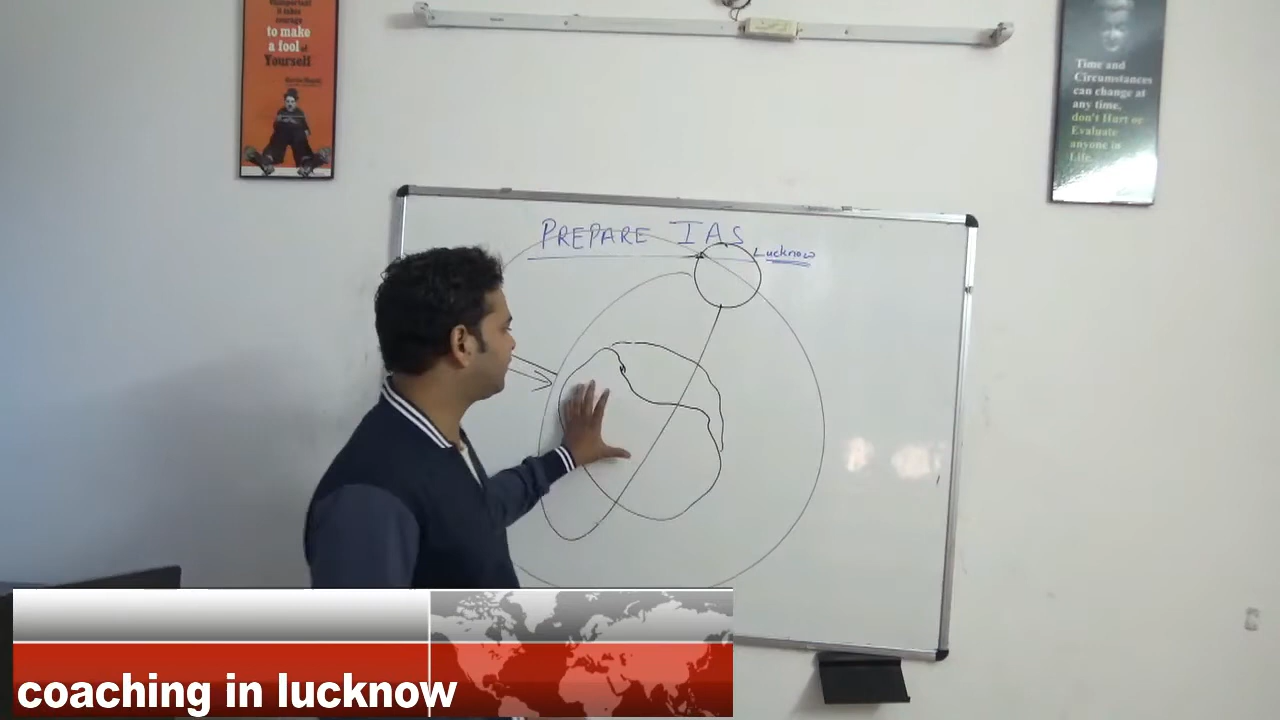 it takes
courage
to make
a fool of
Yourself
Time and
Circumstances
can change at
any time,
don't Hurt or
Evaluate
anyone in
Life.
PREPARE IAS
Lucknow
coaching in lucknow